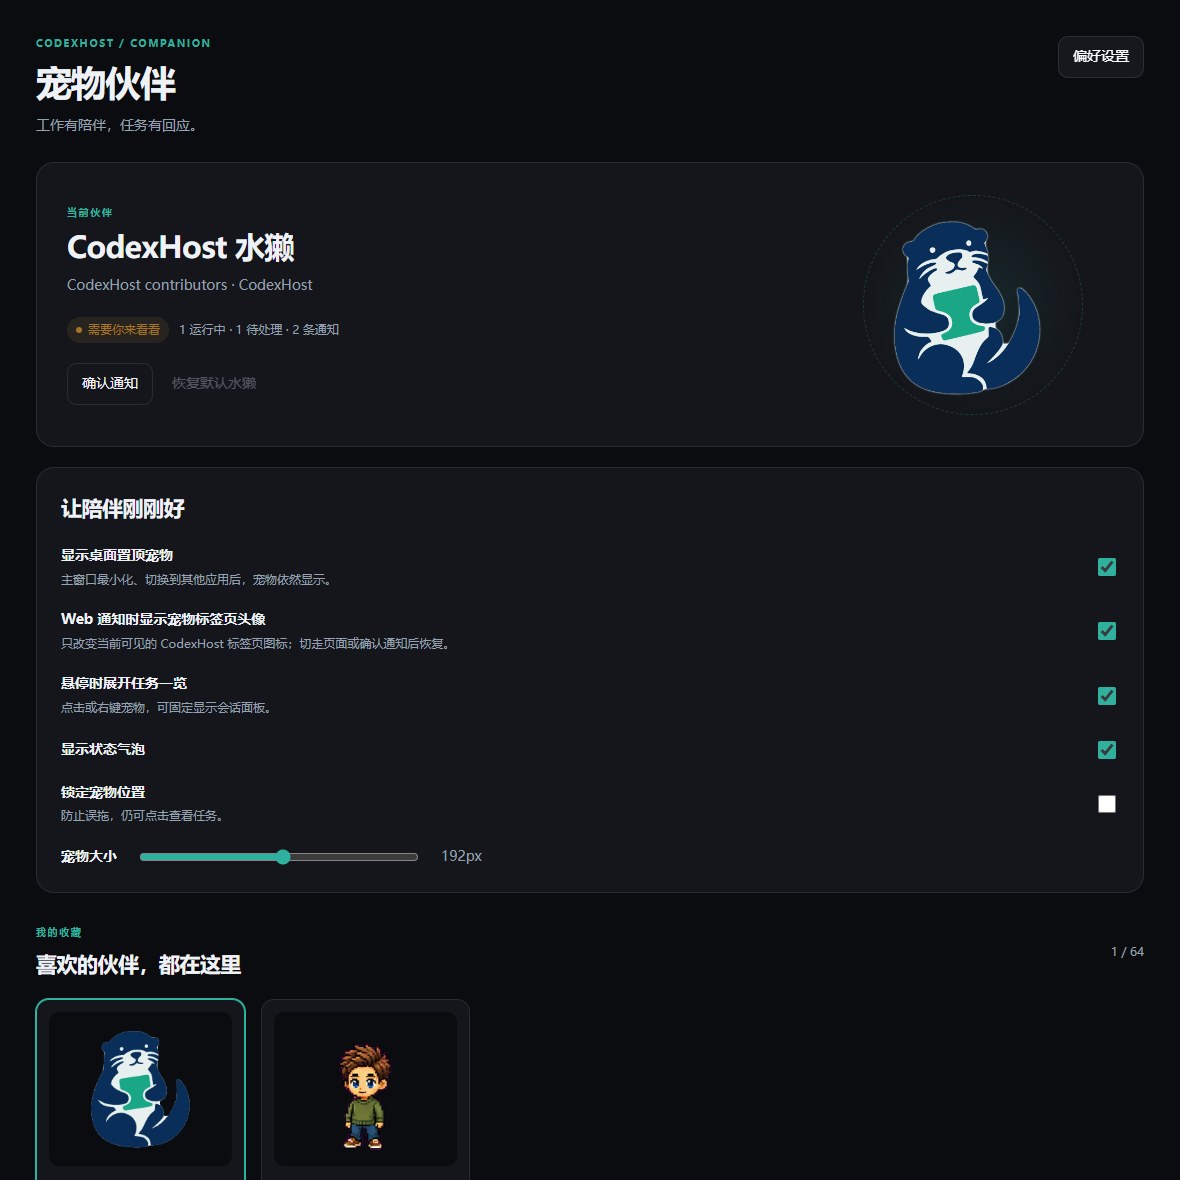 CODEXHOST / COMPANION
宠物伙伴
工作有陪伴，任务有回应。
偏好设置
当前伙伴
CodexHost 水獭
CodexHost contributors · CodexHost
需要你来看看
1 运行中 · 1 待处理 · 2 条通知
确认通知
恢复默认水獭
让陪伴刚刚好
显示桌面置顶宠物
主窗口最小化、切换到其他应用后，宠物依然显示。
Web 通知时显示宠物标签页头像
只改变当前可见的 CodexHost 标签页图标；切走页面或确认通知后恢复。
悬停时展开任务一览
点击或右键宠物，可固定显示会话面板。
显示状态气泡
锁定宠物位置
防止误拖，仍可点击查看任务。
宠物大小
192px
我的收藏
喜欢的伙伴，都在这里
1 / 64